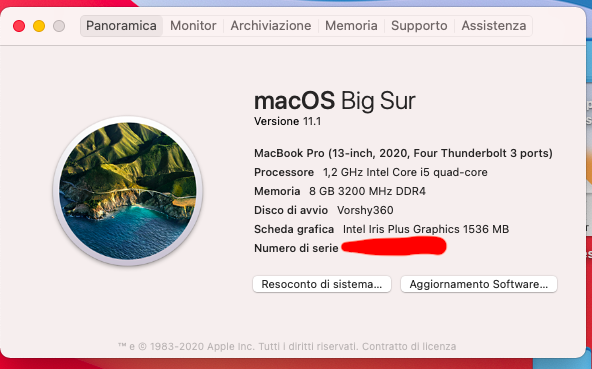 Panoramica Monitor Archiviazione Memoria Supporto Assistenza
macOS Big Sur
Versione 11.1
MacBook Pro (13-inch, 2020, Four Thunderbolt 3 ports)
Processore 1,2 GHz Intel Core i5 quad-core
Memoria 8 GB 3200 MHz DDR4
Disco di avvio Vorshy360
Scheda grafica Intel Iris Plus Graphics 1536 MB
Numero di serie
Resoconto di sistema... Aggiornamento Software...
™ e © 1983-2020 Apple Inc. Tutti i diritti riservati. Contratto di licenza